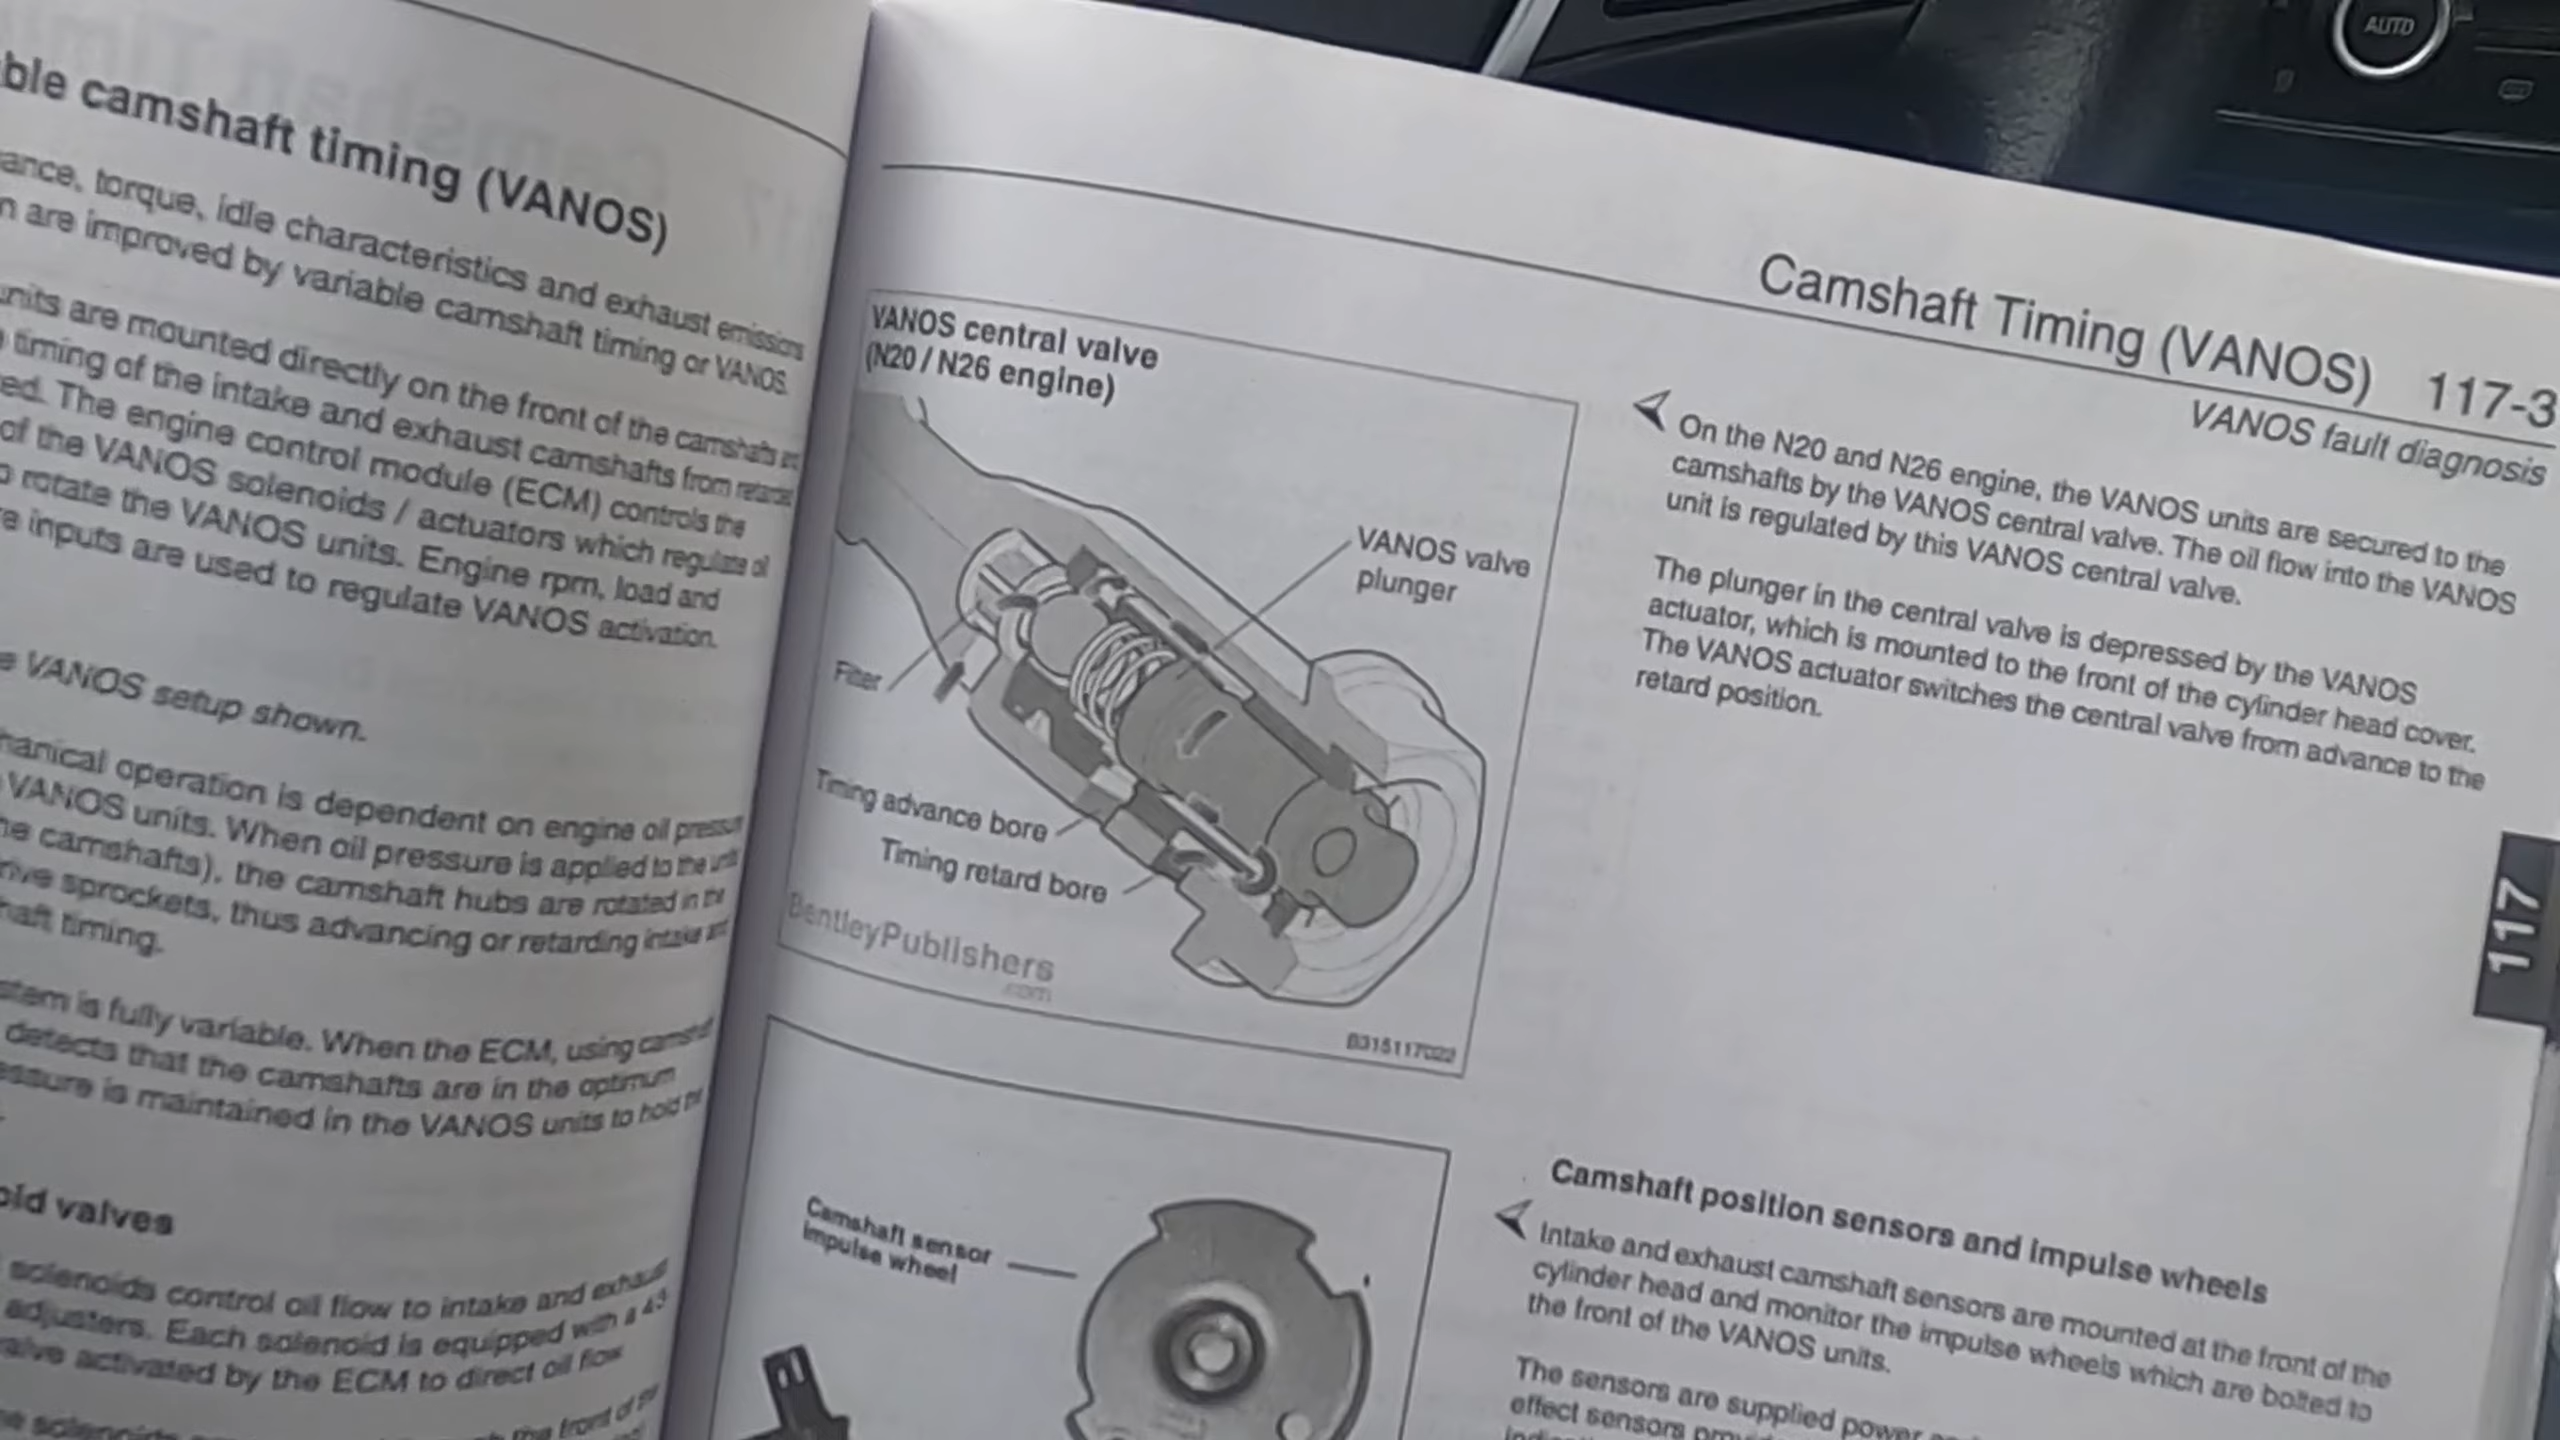 camshaft timing (VANOS)
torque, idle characteristics and exhaust emissions
are improved by variable camshaft timing or VANOS.
are mounted directly on the front of the camshafts
timing of the intake and exhaust camshafts from retarded
The engine control module (ECM) controls the
of the VANOS solenoids / actuators which regulate oil
rotate the VANOS units. Engine rpm, load and
inputs are used to regulate VANOS activation.
VANOS setup shown.
operation is dependent on engine oil
VANOS units. When oil pressure is applied to the
camshafts), the camshaft hubs are rotated in the
sprockets, thus advancing or retarding intake
timing.
is fully variable. When the ECM, using
detects that the camshafts are in the optimum
is maintained in the VANOS units to hold the
valves
solenoids control oil flow to intake and exhaust
adjusters. Each solenoid is equipped with a
activated by the ECM to direct oil flow
the front of
Camshaft Timing (VANOS) 117-3
VANOS fault diagnosis
VANOS central valve
(N20 / N26 engine)
VANOS valve
plunger
Filter
Timing advance bore
Timing retard bore
BentleyPublishers
.com
B315117022
On the N20 and N26 engine, the VANOS units are secured to the
camshafts by the VANOS central valve. The oil flow into the VANOS
unit is regulated by this VANOS central valve.
The plunger in the central valve is depressed by the VANOS
actuator, which is mounted to the front of the cylinder head cover.
The VANOS actuator switches the central valve from advance to the
retard position.
117
Camshaft sensor
impulse wheel
Camshaft position sensors and impulse wheels
Intake and exhaust camshaft sensors are mounted at the front of the
cylinder head and monitor the impulse wheels which are bolted to
the front of the VANOS units.
The sensors are supplied power
effect sensors
AUTO